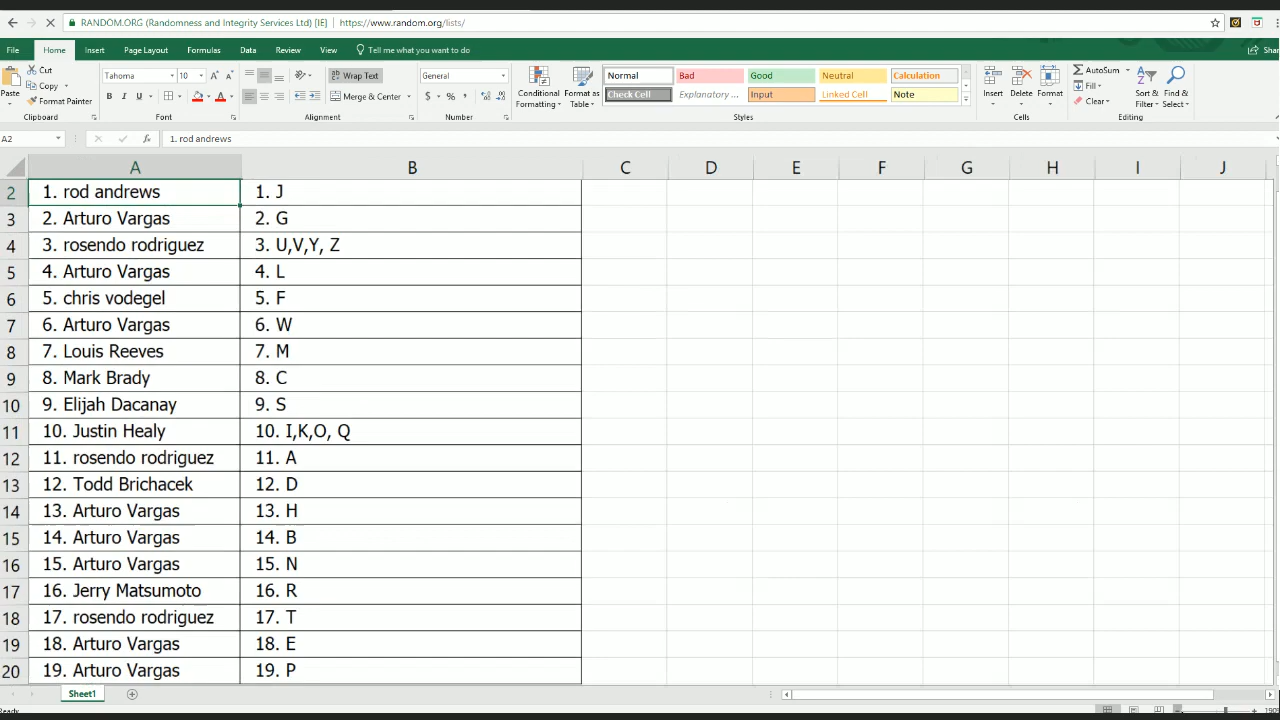 RANDOM.ORG (Randomness and Integrity Services Ltd) [IE] https://www.random.org/lists/
File Home Insert Page Layout Formulas Data Review View Tell me what you want to do Shar
Paste Cut Copy Format Painter Clipboard
Tahoma 10 B I U Font
Wrap Text Merge & Center Alignment
General $ % , Number
Conditional Formatting Format as Table
Normal Bad Good Neutral Calculation
Check Cell Explanatory ... Input Linked Cell Note
Styles
Insert Delete Format Cells
AutoSum Fill Clear Sort & Filter Find & Select Editing
A2 fx 1. rod andrews
A B C D E F G H I J
2 1. rod andrews 1. J
3 2. Arturo Vargas 2. G
4 3. rosendo rodriguez 3. U,V,Y, Z
5 4. Arturo Vargas 4. L
6 5. chris vodegel 5. F
7 6. Arturo Vargas 6. W
8 7. Louis Reeves 7. M
9 8. Mark Brady 8. C
10 9. Elijah Dacanay 9. S
11 10. Justin Healy 10. I,K,O, Q
12 11. rosendo rodriguez 11. A
13 12. Todd Brichacek 12. D
14 13. Arturo Vargas 13. H
15 14. Arturo Vargas 14. B
16 15. Arturo Vargas 15. N
17 16. Jerry Matsumoto 16. R
18 17. rosendo rodriguez 17. T
19 18. Arturo Vargas 18. E
20 19. Arturo Vargas 19. P
Sheet1
Ready